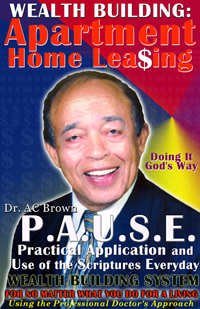 WEALTH BUILDING:
Apartment
Home Lea$ing
Doing It
God's Way
Dr. AC Brown
P.A.U.S.E.
Practical Application and
Use of the Scriptures Everyday
WEALTH BUILDING SYSTEM
FOR NO MATTER WHAT YOU DO FOR A LIVING
Using the Professional Doctor's Approach